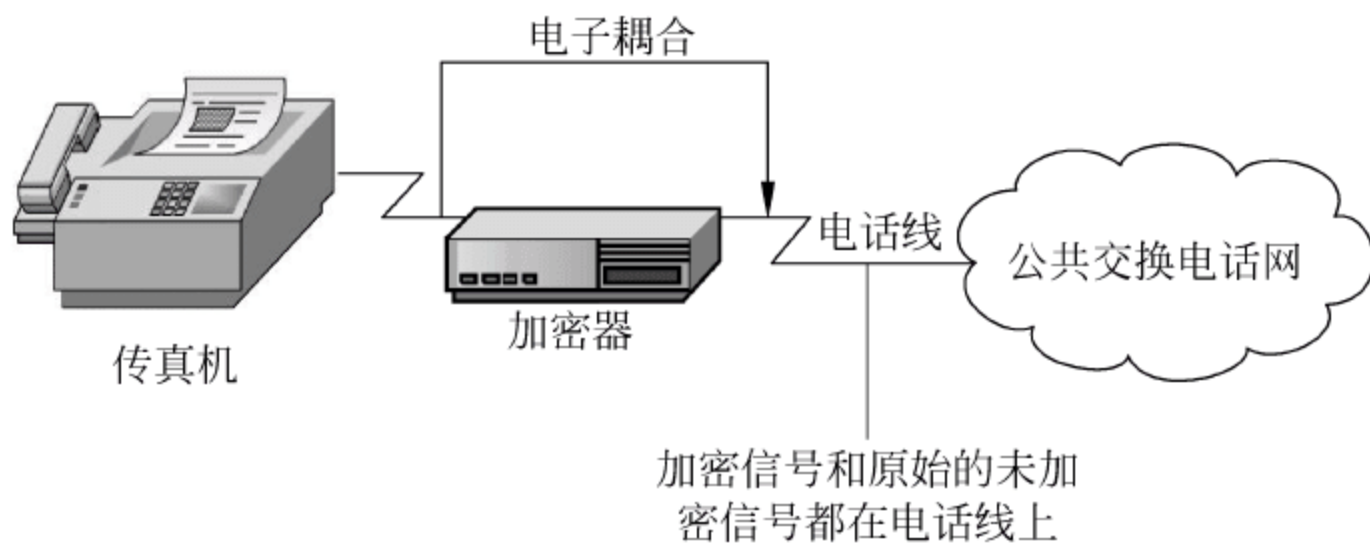 电子耦合
电话线
公共交换电话网
加密器
传真机
加密信号和原始的未加
密信号都在电话线上